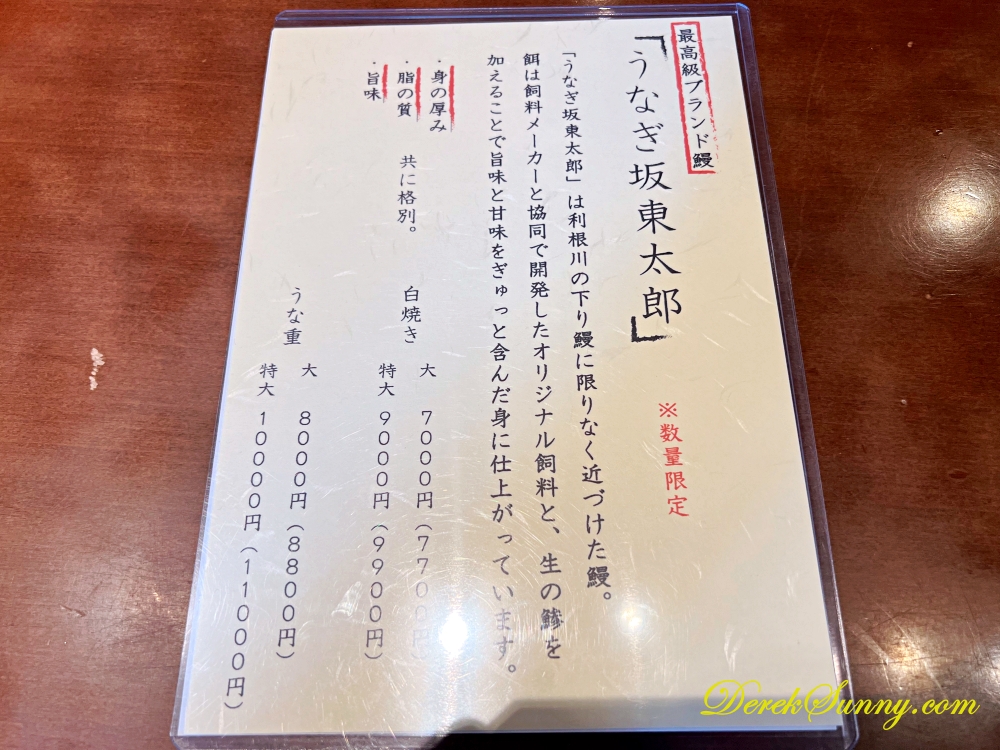 最高級ブランド鰻
「うなぎ坂東太郎」
※数量限定
「うなぎ坂東太郎」は利根川の下り鰻に限りなく近づけた鰻。
餌は飼料メーカーと協同で開発したオリジナル飼料と、生の鯵を
加えることで旨味と甘味をぎゅっと含んだ身に仕上がっています。
・身の厚み
・脂の質
・旨味
共に格別。
白焼き
大 7000円（7700円）
特大 9000円（9900円）
うな重
大 8000円（8800円）
特大 10000円（11000円）
DerekSunny.com